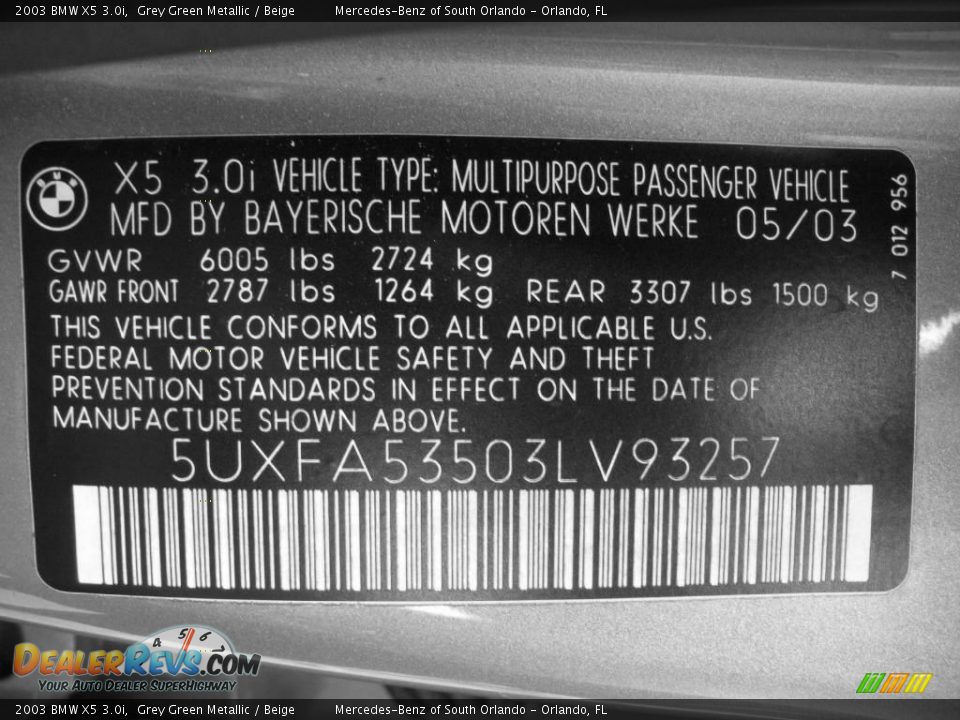 2003 BMW X5 3.0i, Grey Green Metallic / Beige Mercedes-Benz of South Orlando - Orlando, FL
BMW
X5 3.0i VEHICLE TYPE: MULTIPURPOSE PASSENGER VEHICLE
MFD BY BAYERISCHE MOTOREN WERKE 05/03
7 012 956
GVWR 6005 lbs 2724 kg
GAWR FRONT 2787 lbs 1264 kg REAR 3307 lbs 1500 kg
THIS VEHICLE CONFORMS TO ALL APPLICABLE U.S.
FEDERAL MOTOR VEHICLE SAFETY AND THEFT
PREVENTION STANDARDS IN EFFECT ON THE DATE OF
MANUFACTURE SHOWN ABOVE.
5UXFA53503LV93257
4 5 6 7
DEALERREVS.COM
YOUR AUTO DEALER SUPERHIGHWAY
2003 BMW X5 3.0i, Grey Green Metallic / Beige Mercedes-Benz of South Orlando - Orlando, FL